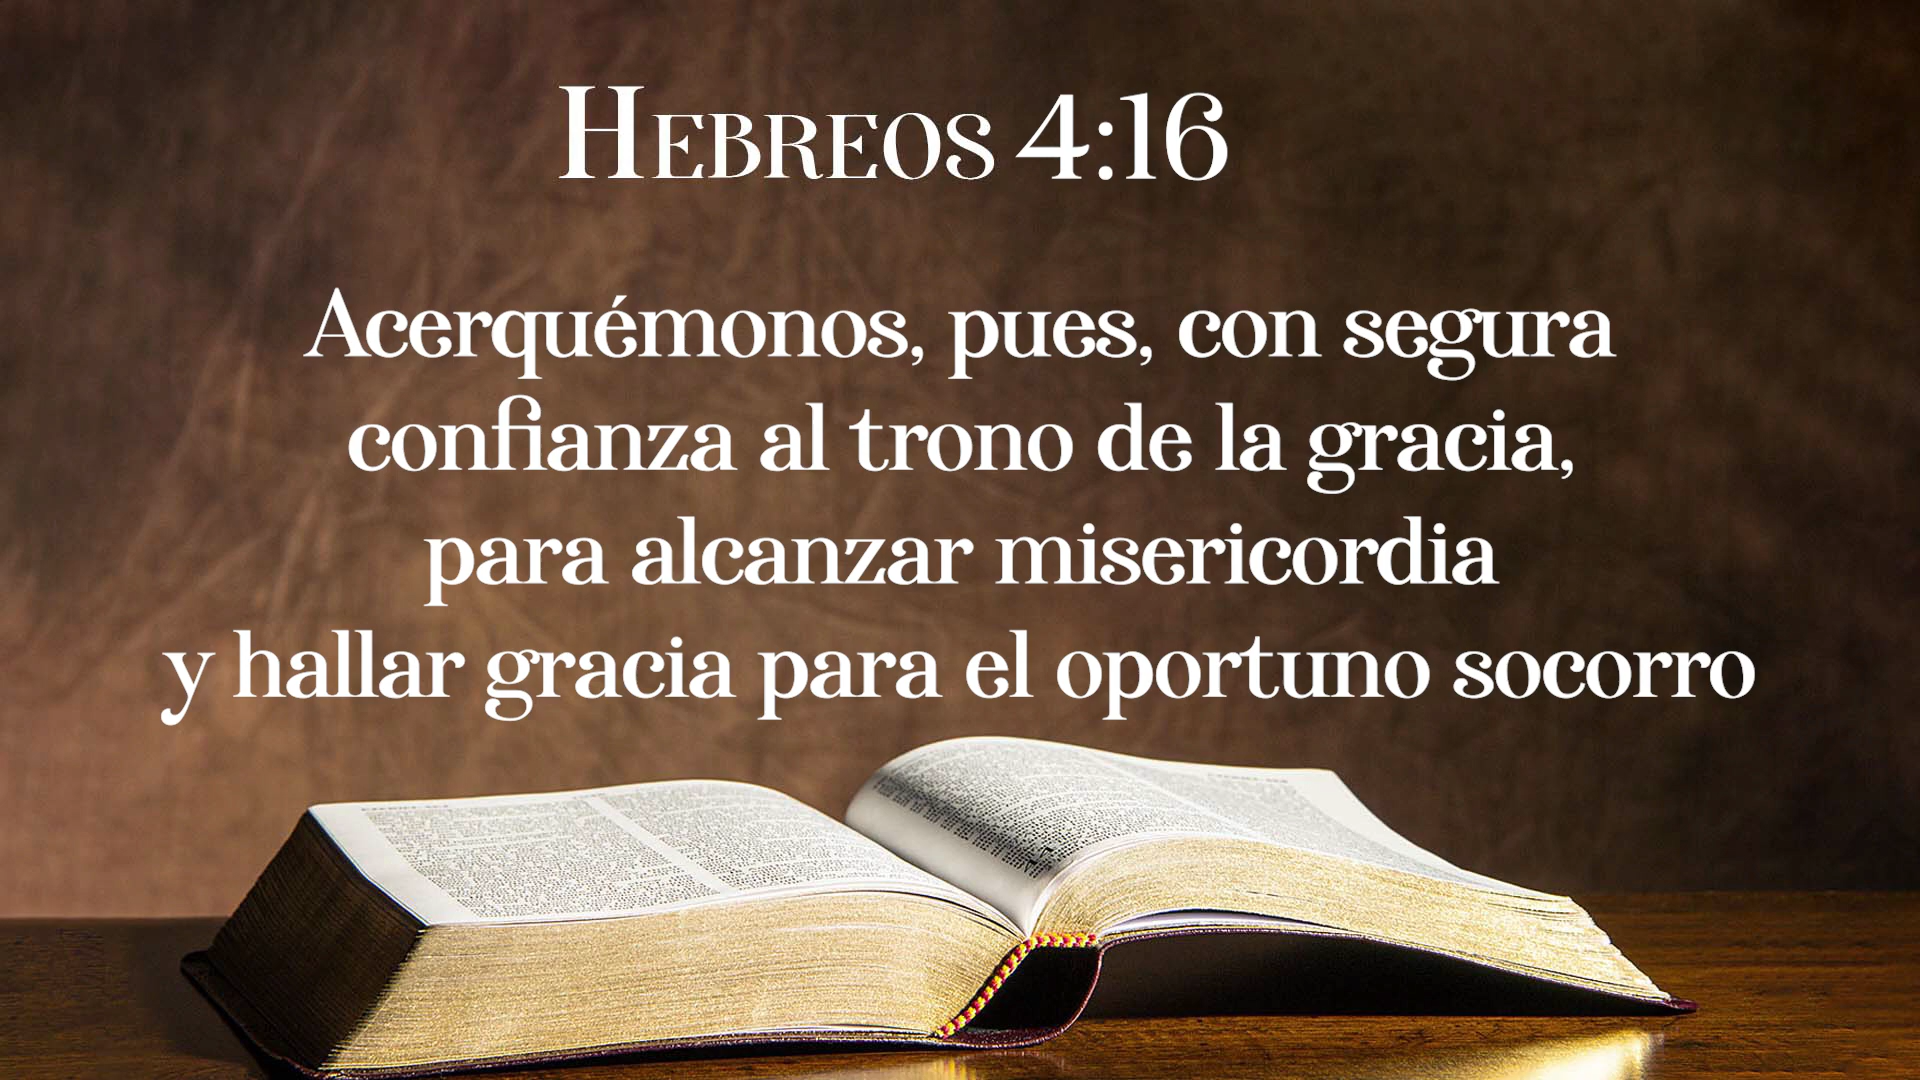 Hebreos 4:16
Acerquémonos, pues, con segura
confianza al trono de la gracia,
para alcanzar misericordia
y hallar gracia para el oportuno socorro